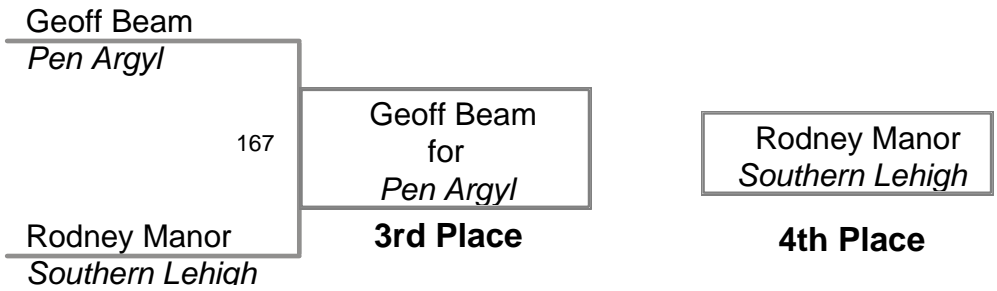 Geoff Beam
Pen Argyl
167
Geoff Beam
for
Pen Argyl
3rd Place
Rodney Manor
Southern Lehigh
4th Place
Rodney Manor
Southern Lehigh